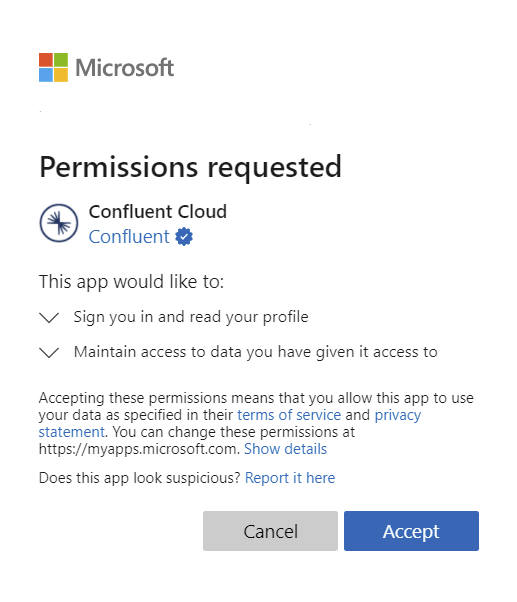 Microsoft
Permissions requested
Confluent Cloud
Confluent
This app would like to:
Sign you in and read your profile
Maintain access to data you have given it access to
Accepting these permissions means that you allow this app to use
your data as specified in their terms of service and privacy
statement. You can change these permissions at
https://myapps.microsoft.com. Show details
Does this app look suspicious? Report it here
Cancel Accept